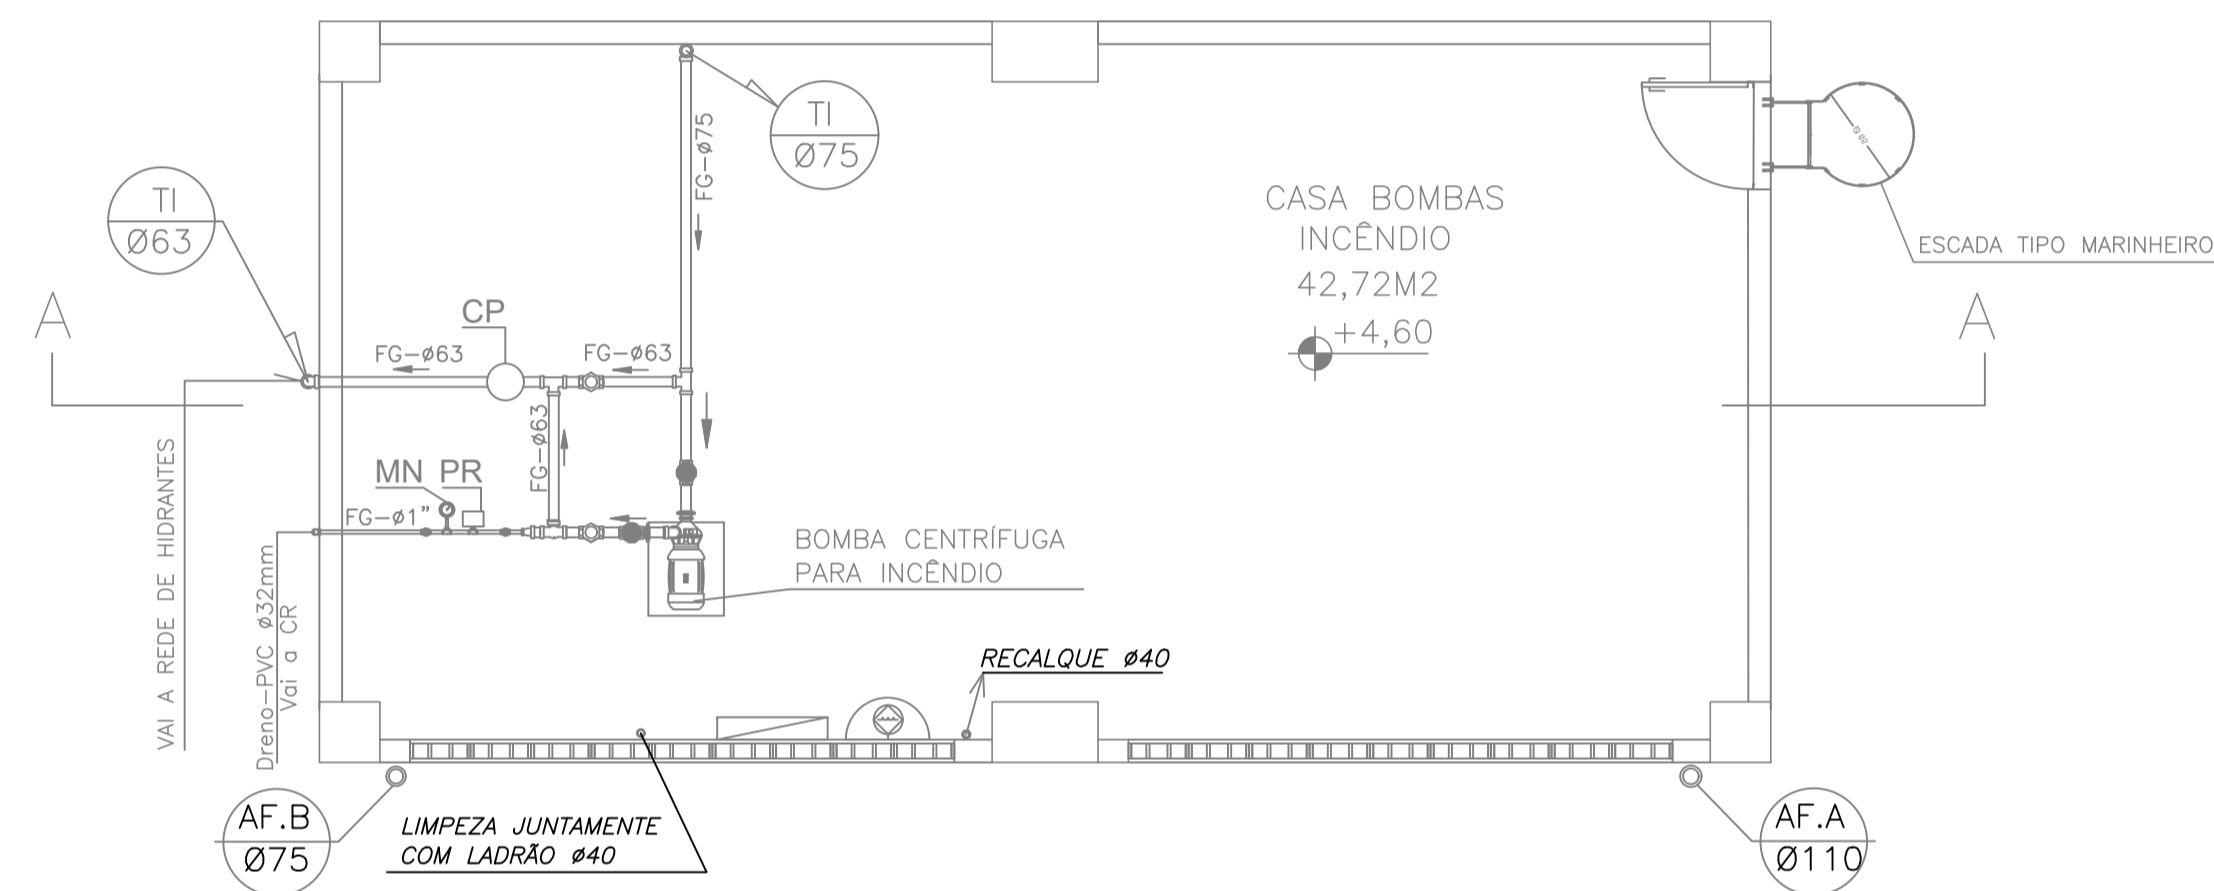 TI
Ø75
FG-ø75
TI
Ø63
CASA BOMBAS
INCÊNDIO
42,72M2
+4,60
Ø 62
ESCADA TIPO MARINHEIRO
A
A
CP
FG-ø63
FG-ø63
FG-ø63
MN PR
FG-ø1"
VAI A REDE DE HIDRANTES
Dreno-PVC ø32mm
Vai a CR
BOMBA CENTRÍFUGA
PARA INCÊNDIO
RECALQUE ø40
AF.B
Ø75
LIMPEZA JUNTAMENTE
COM LADRÃO ø40
AF.A
Ø110